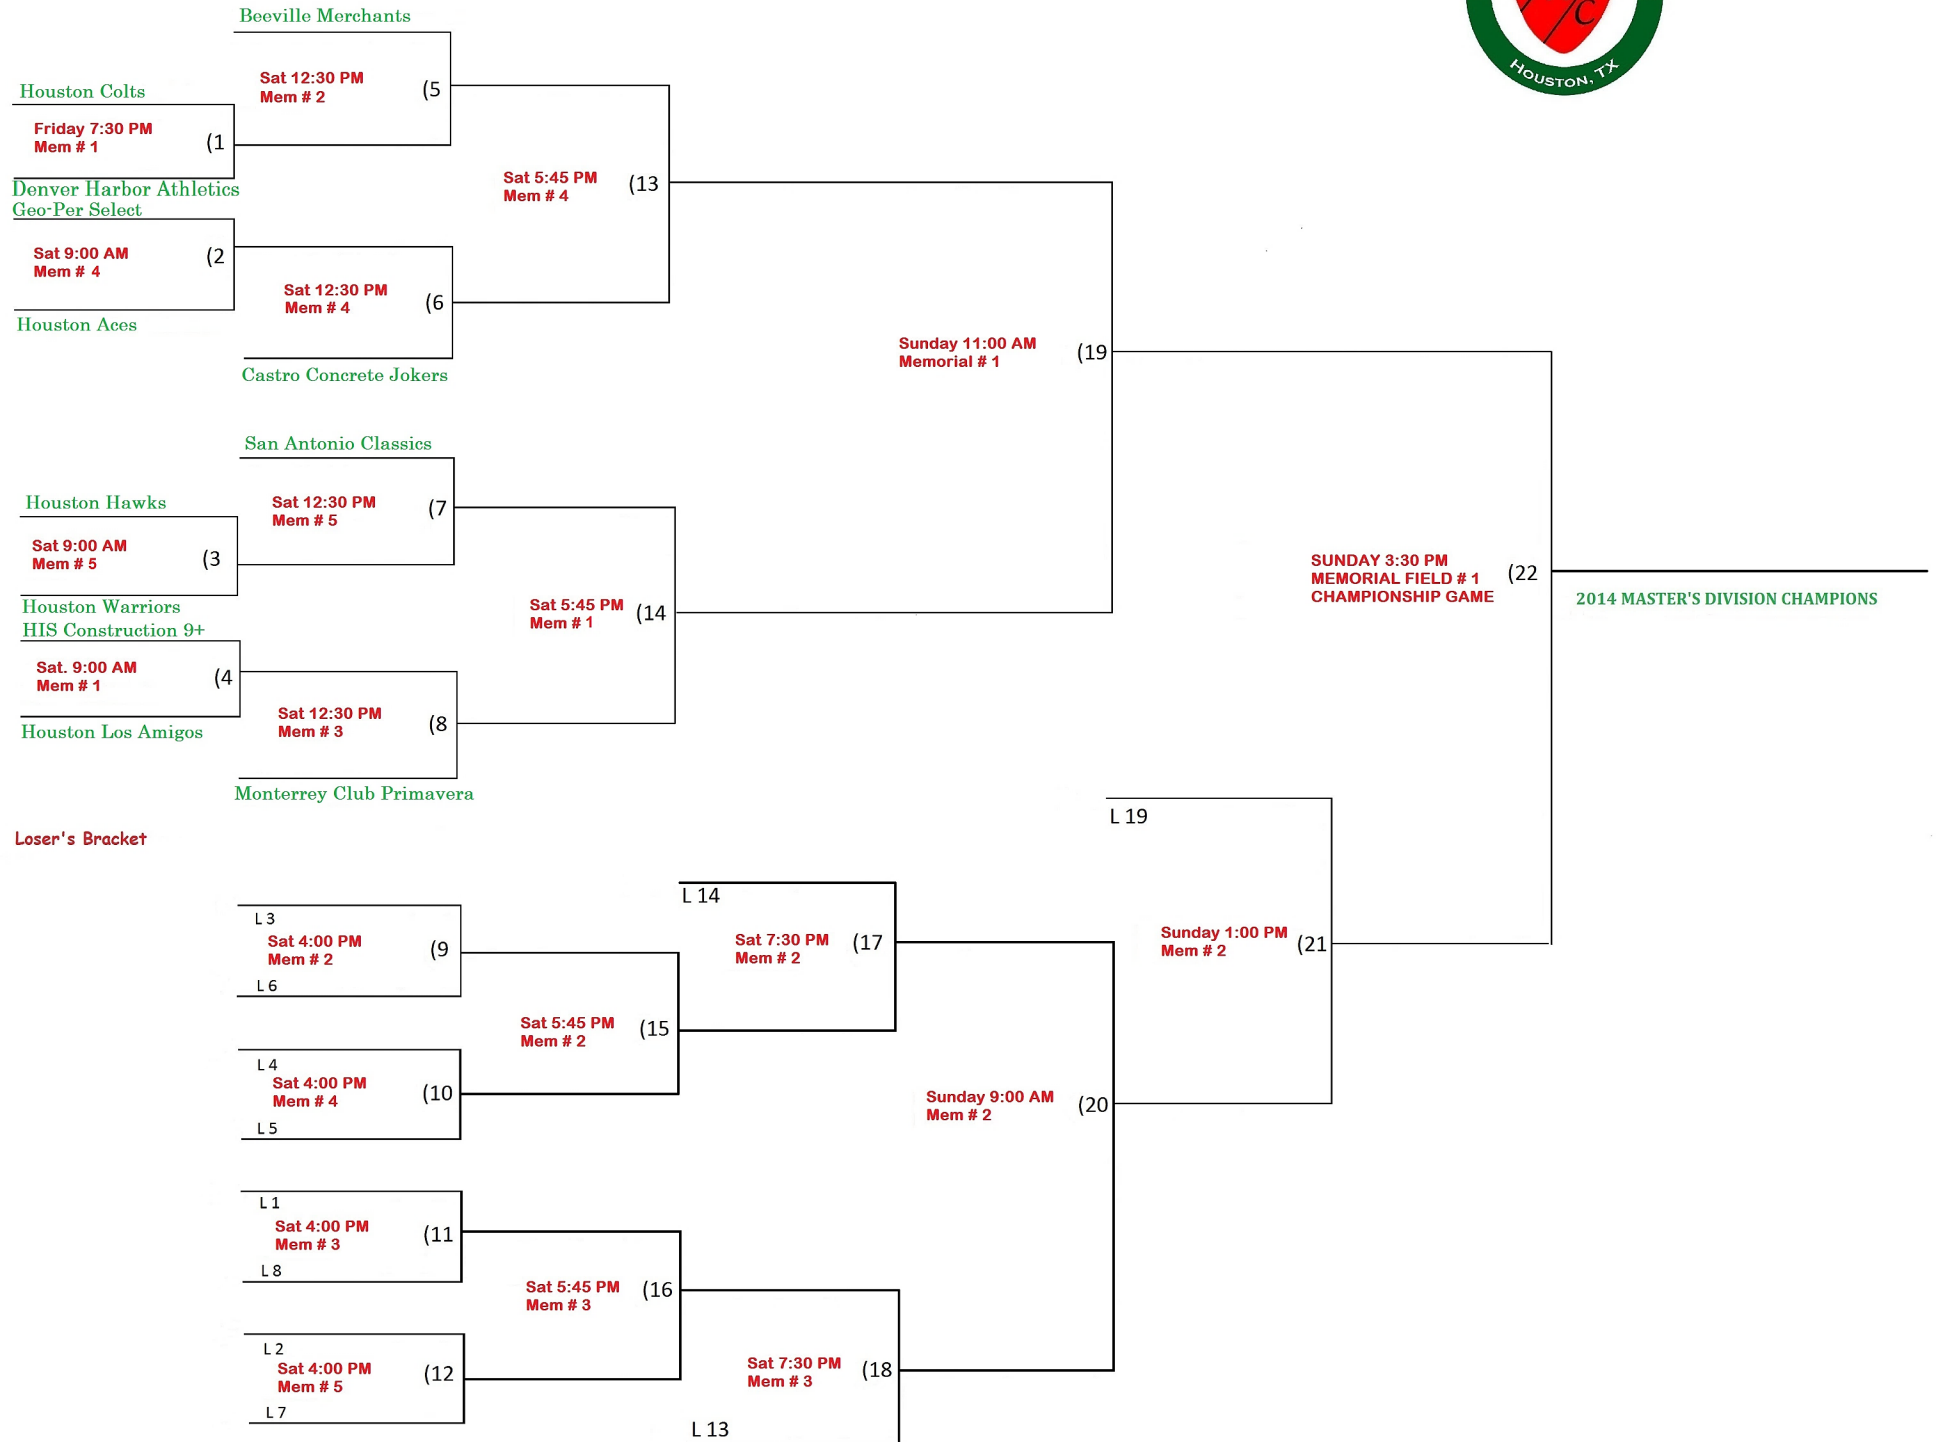 C
HOUSTON, TX
Beeville Merchants
Sat 12:30 PM
Mem # 2
(5
Houston Colts
Friday 7:30 PM
Mem # 1
(1
Denver Harbor Athletics
Sat 5:45 PM
Mem # 4
(13
Geo-Per Select
Sat 9:00 AM
Mem # 4
(2
Sat 12:30 PM
Mem # 4
(6
Houston Aces
Castro Concrete Jokers
Sunday 11:00 AM
Memorial # 1
(19
San Antonio Classics
Sat 12:30 PM
Mem # 5
(7
Houston Hawks
Sat 9:00 AM
Mem # 5
(3
Houston Warriors
Sat 5:45 PM
Mem # 1
(14
HIS Construction 9+
Sat. 9:00 AM
Mem # 1
(4
Sat 12:30 PM
Mem # 3
(8
Houston Los Amigos
Monterrey Club Primavera
SUNDAY 3:30 PM
MEMORIAL FIELD # 1
CHAMPIONSHIP GAME
(22
2014 MASTER'S DIVISION CHAMPIONS
Loser's Bracket
L 19
Sunday 1:00 PM
Mem # 2
(21
L 14
Sat 7:30 PM
Mem # 2
(17
L 3
Sat 4:00 PM
Mem # 2
(9
L 6
Sat 5:45 PM
Mem # 2
(15
L 4
Sat 4:00 PM
Mem # 4
(10
L 5
Sunday 9:00 AM
Mem # 2
(20
L 1
Sat 4:00 PM
Mem # 3
(11
L 8
Sat 5:45 PM
Mem # 3
(16
L 2
Sat 4:00 PM
Mem # 5
(12
L 7
Sat 7:30 PM
Mem # 3
(18
L 13